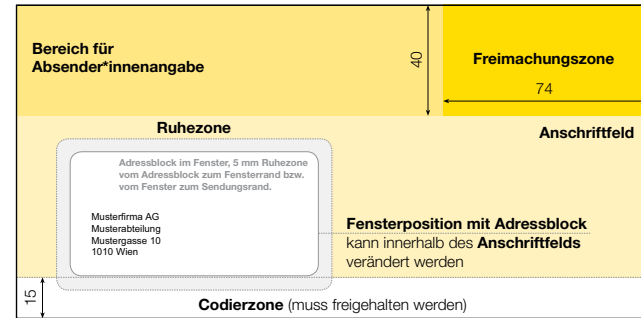 Bereich für
Absender*innenangabe
40
Freimachungszone
74
Ruhezone
Anschriftfeld
Adressblock im Fenster, 5 mm Ruhezone
vom Adressblock zum Fensterrand bzw.
vom Fenster zum Sendungsrand.
Musterfirma AG
Musterabteilung
Mustergasse 10
1010 Wien
Fensterposition mit Adressblock
kann innerhalb des Anschriftfelds
verändert werden
15
Codierzone (muss freigehalten werden)